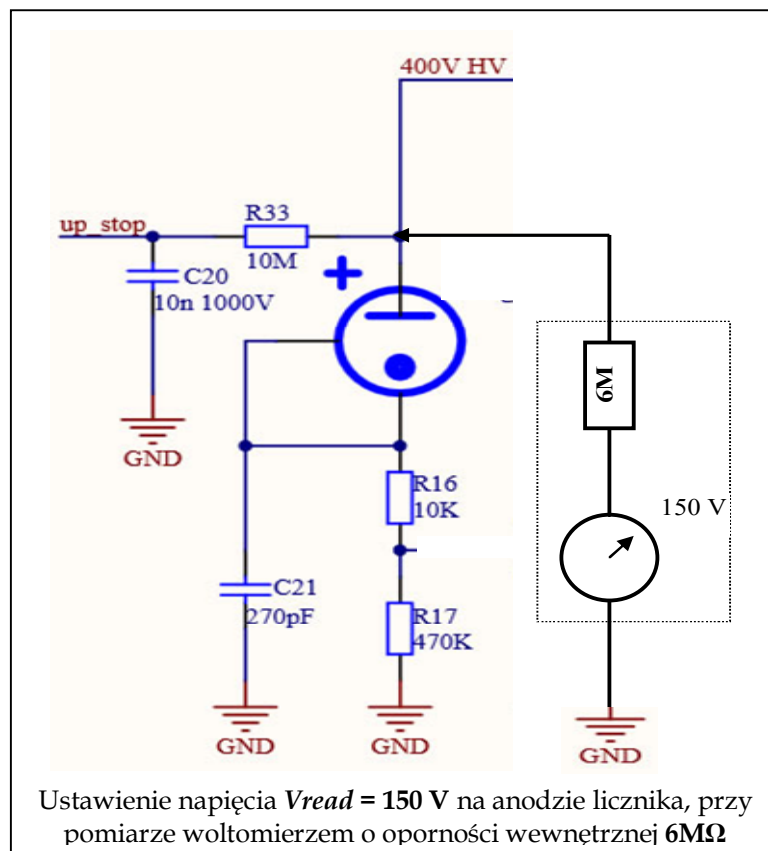 400V HV
up_stop
R33
10M
C20
10n 1000V
+
6M
GND
R16
10K
150 V
C21
270pF
R17
470K
GND
GND
GND
Ustawienie napięcia Vread = 150 V na anodzie licznika, przy
pomiarze woltomierzem o oporności wewnętrznej 6MΩ